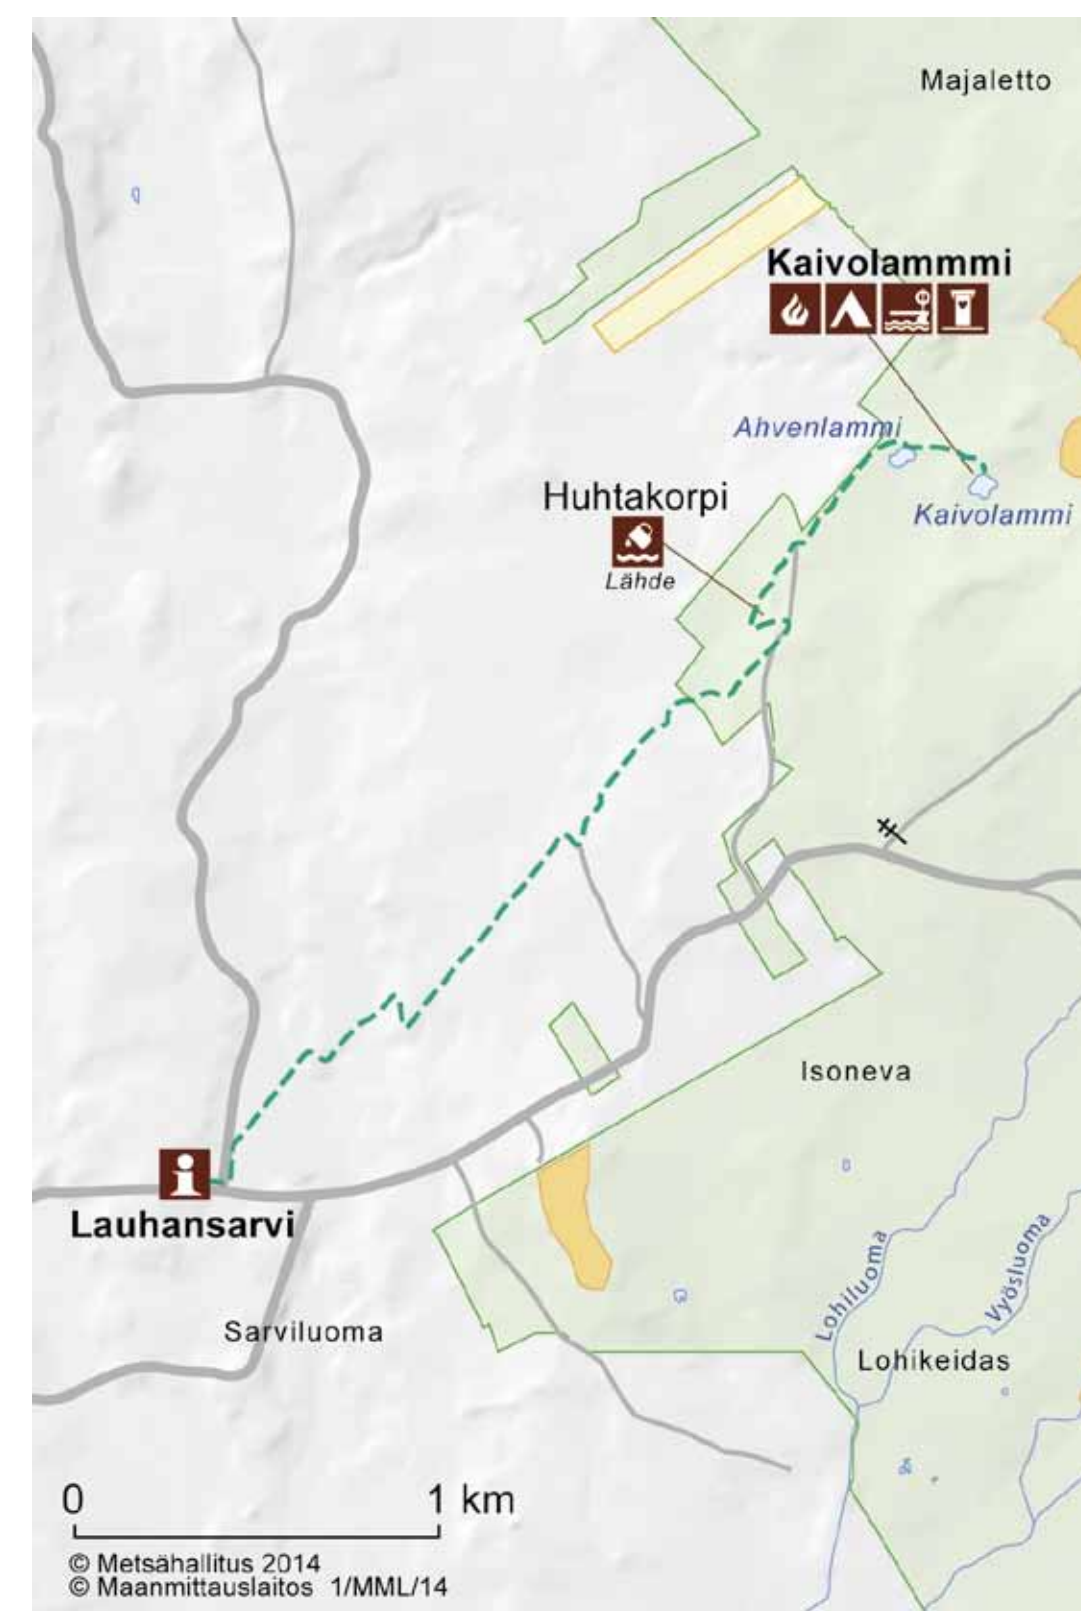 Majaletto
Kaivolammmi
Ahvenlammi
Huhtakorpi
Kaivolammi
Lähde
Isoneva
Lauhansarvi
Lohiluoma
Vyösluoma
Sarviluoma
Lohikeidas
0 1 km
© Metsähallitus 2014
© Maanmittauslaitos 1/MML/14